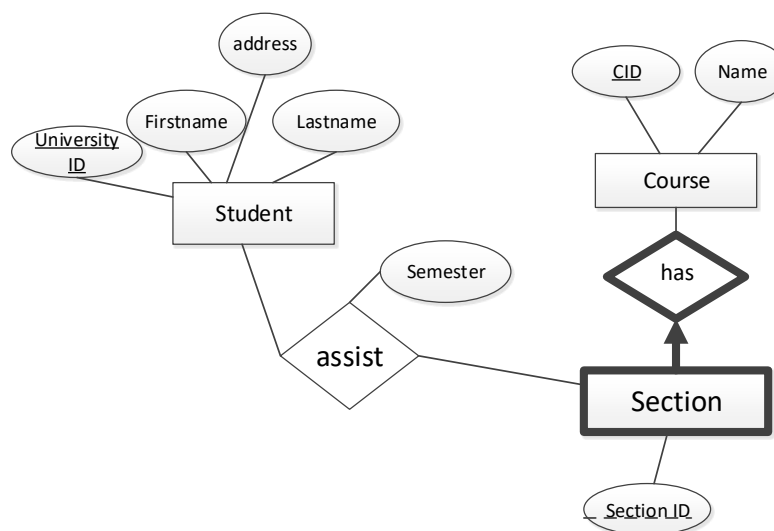 address
CID
Name
Firstname
Lastname
University
ID
Course
Student
Semester
has
assist
Section
Section ID